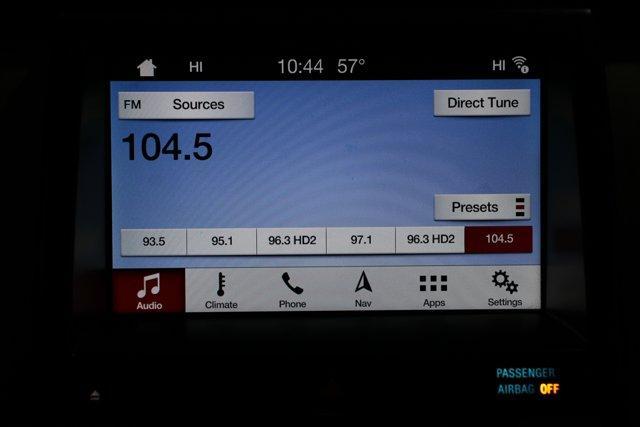 HI 10:44 57° HI
FM Sources Direct Tune
104.5
Presets
93.5 95.1 96.3 HD2 97.1 96.3 HD2 104.5
Audio Climate Phone Nav Apps Settings
PASSENGER
AIRBAG OFF